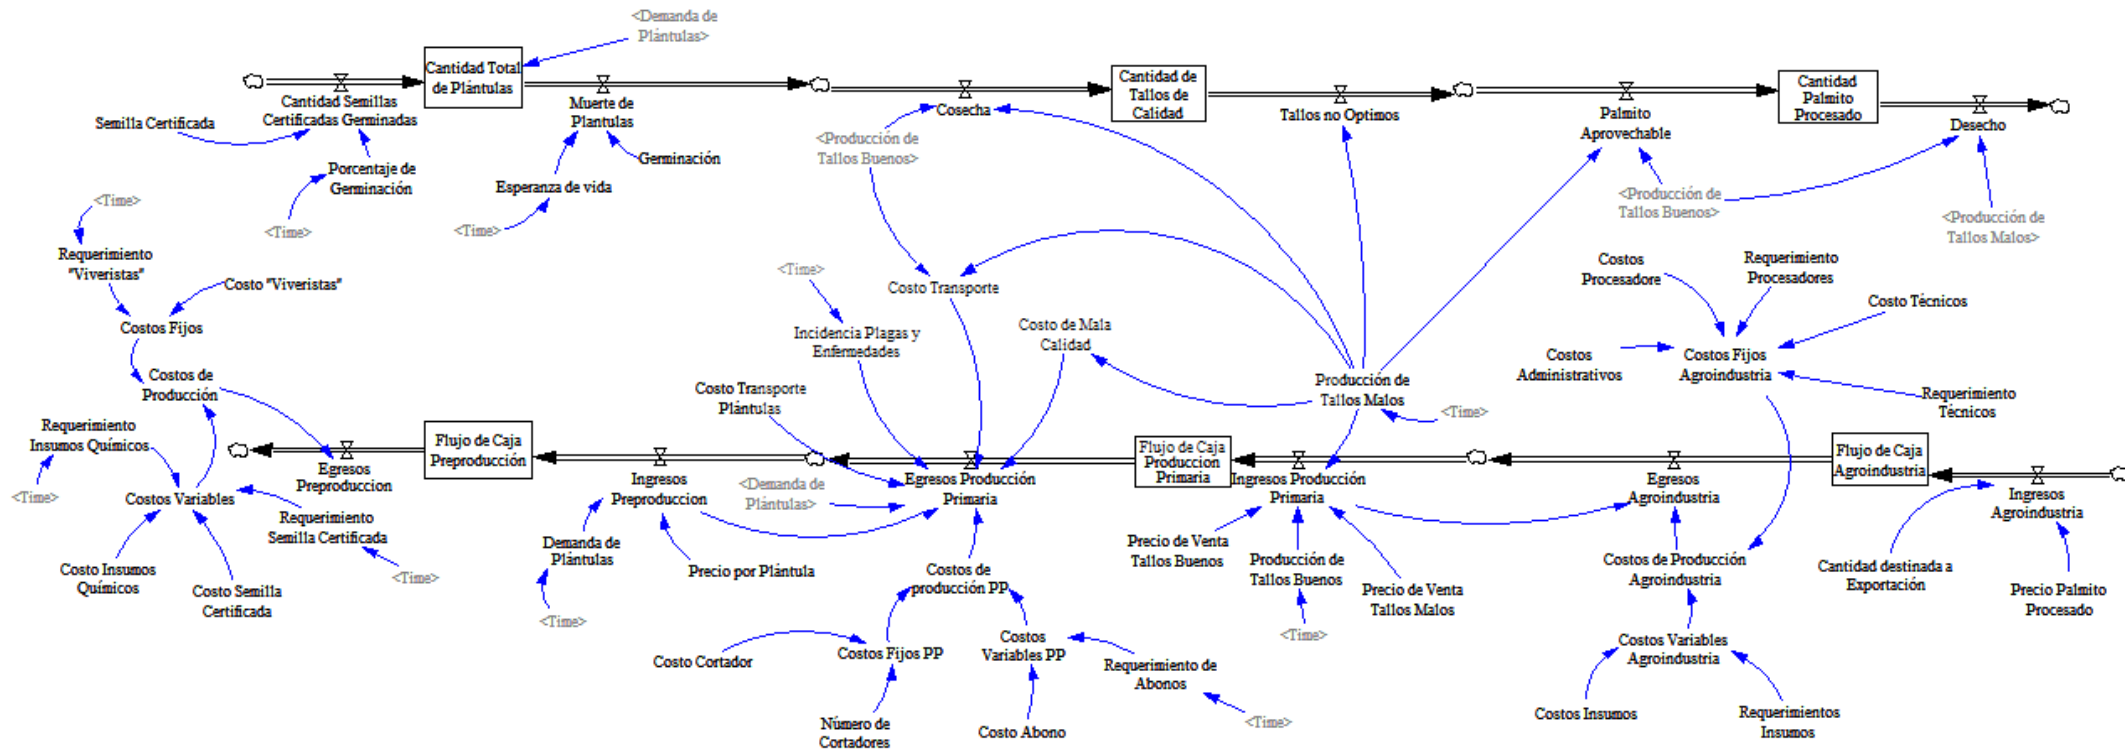 <Demanda de
Plántulas>
Cantidad Total
de Plántulas
Cantidad Semillas
Certificadas Germinadas
Semilla Certificada
Porcentaje de
Germinación
<Time>
Muerte de
Plantulas
Germinación
Esperanza de vida
<Time>
Cosecha
<Producción de
Tallos Buenos>
Cantidad de
Tallos de
Calidad
Tallos no Optimos
Palmito
Aprovechable
Cantidad
Palmito
Procesado
Desecho
<Producción de
Tallos Buenos>
<Producción de
Tallos Malos>
<Time>
Requerimiento
"Viveristas"
Costo "Viveristas"
Costos Fijos
Costos de
Producción
Requerimiento
Insumos Químicos
<Time>
Costos Variables
Costo Insumos
Químicos
Costo Semilla
Certificada
Requerimiento
Semilla Certificada
<Time>
Egresos
Preproduccion
Flujo de Caja
Preproducción
Ingresos
Preproduccion
Demanda de
Plántulas
<Time>
Precio por Plántula
<Time>
Incidencia Plagas y
Enfermedades
Costo Transporte
Costo de Mala
Calidad
Costo Transporte
Plántulas
<Demanda de
Plántulas>
Egresos Producción
Primaria
Costos de
producción PP
Costos Fijos PP
Costo Cortador
Número de
Cortadores
Costos
Variables PP
Costo Abono
Requerimiento de
Abonos
<Time>
Flujo de Caja
Produccion
Primaria
Producción de
Tallos Malos
<Time>
Ingresos Producción
Primaria
Precio de Venta
Tallos Buenos
Producción de
Tallos Buenos
<Time>
Precio de Venta
Tallos Malos
Costos
Procesadore
Requerimiento
Procesadores
Costo Técnicos
Costos
Administrativos
Costos Fijos
Agroindustria
Requerimiento
Técnicos
Egresos
Agroindustria
Flujo de Caja
Agroindustria
Ingresos
Agroindustria
Costos de Producción
Agroindustria
Cantidad destinada a
Exportación
Precio Palmito
Procesado
Costos Variables
Agroindustria
Costos Insumos
Requerimientos
Insumos